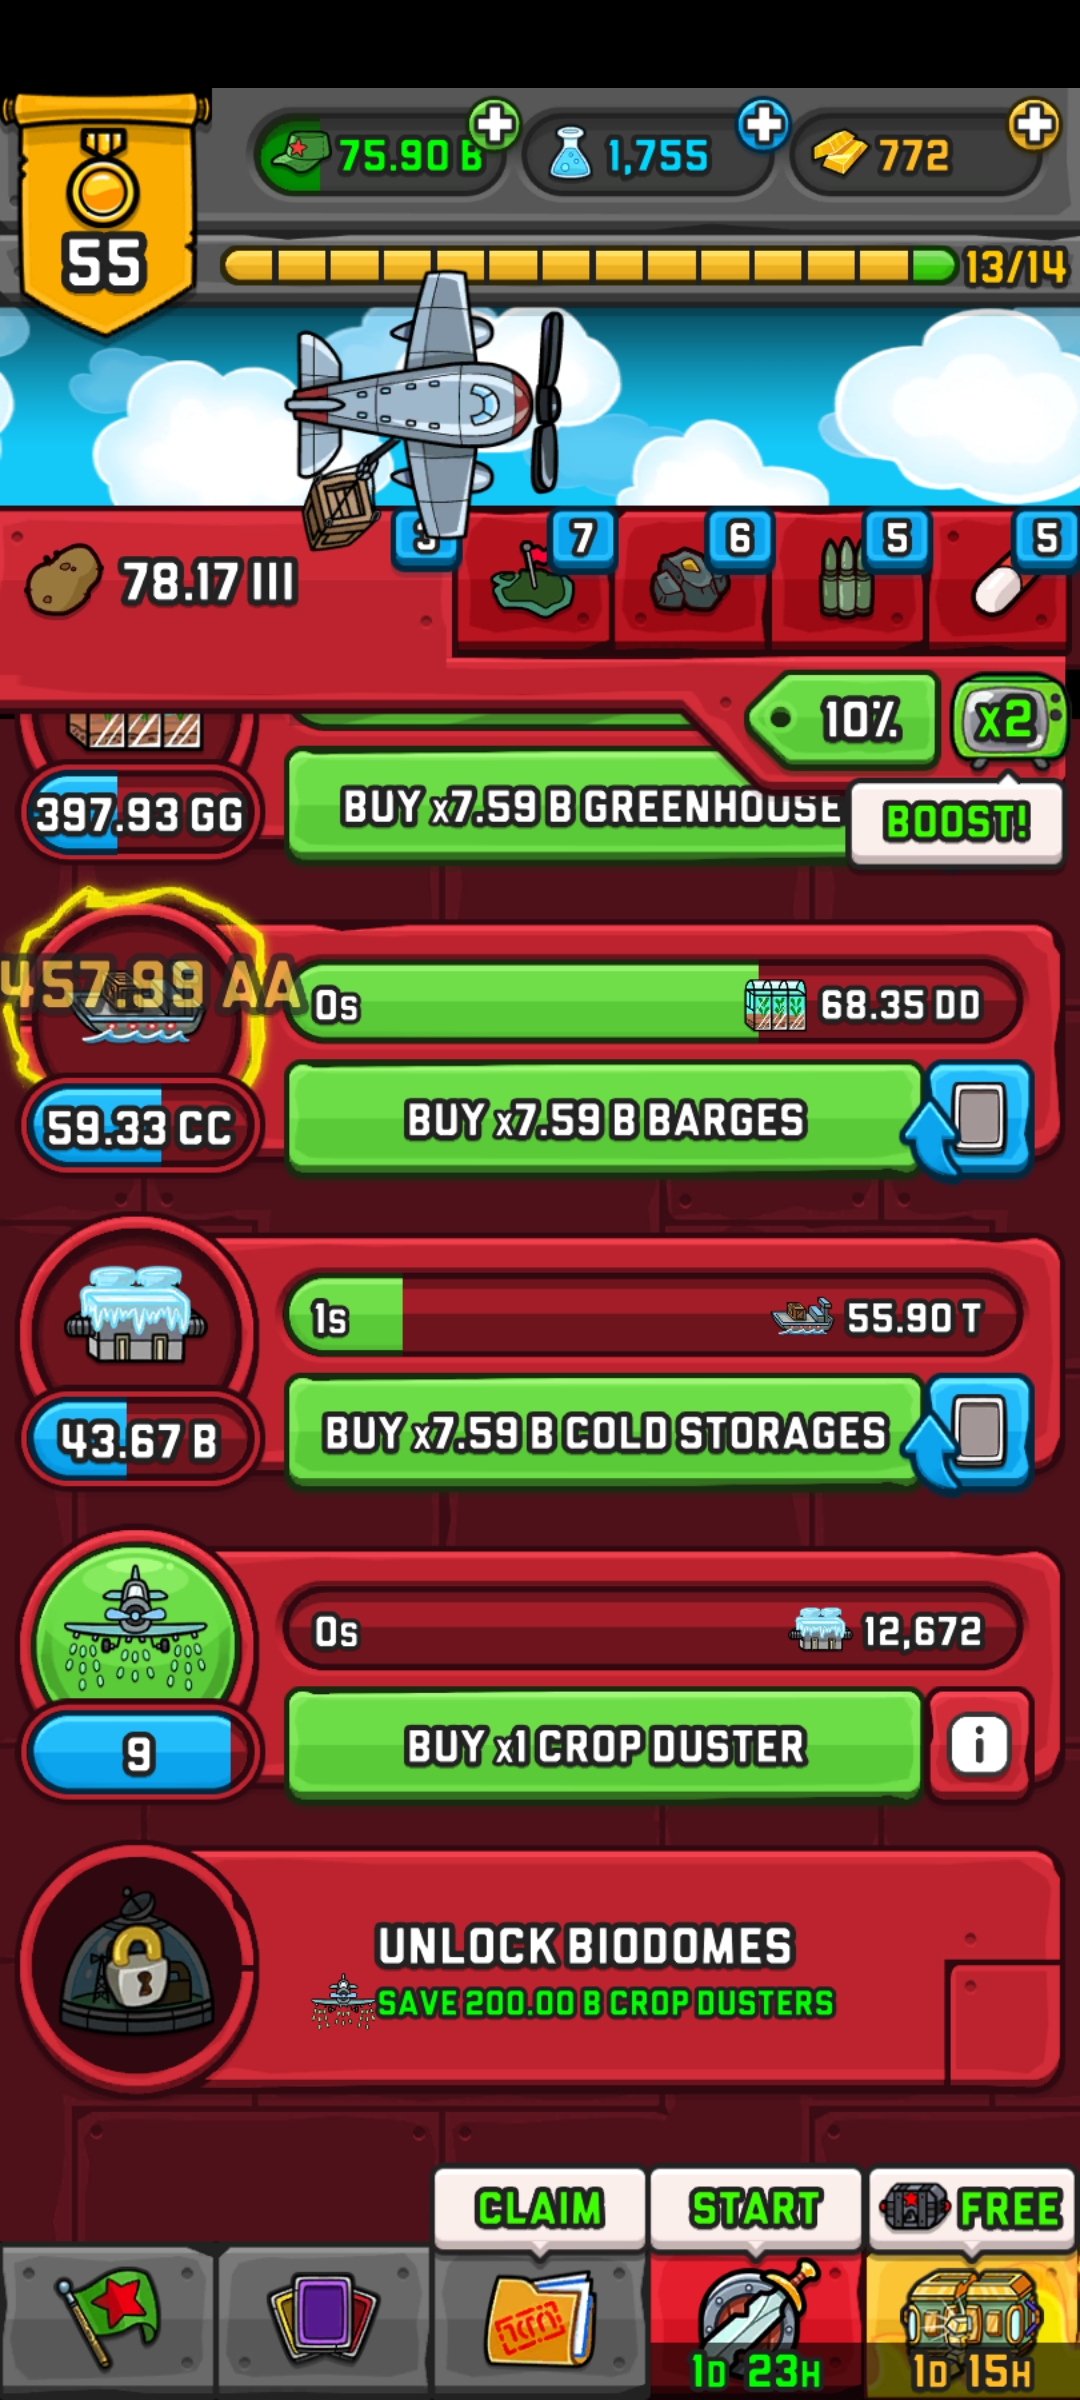 55
75.90 B
1,755
772
13/14
78.17 III
7
6
5
5
10%
x2
BOOST!
397.93 GG
BUY x7.59 B GREENHOUSE
457.99 AA
0s
68.35 DD
59.33 CC
BUY x7.59 B BARGES
1s
55.90 T
43.67 B
BUY x7.59 B COLD STORAGES
0s
12,672
9
BUY x1 CROP DUSTER
i
UNLOCK BIODOMES
SAVE 200.00 B CROP DUSTERS
CLAIM
START
FREE
1D 23H
1D 15H